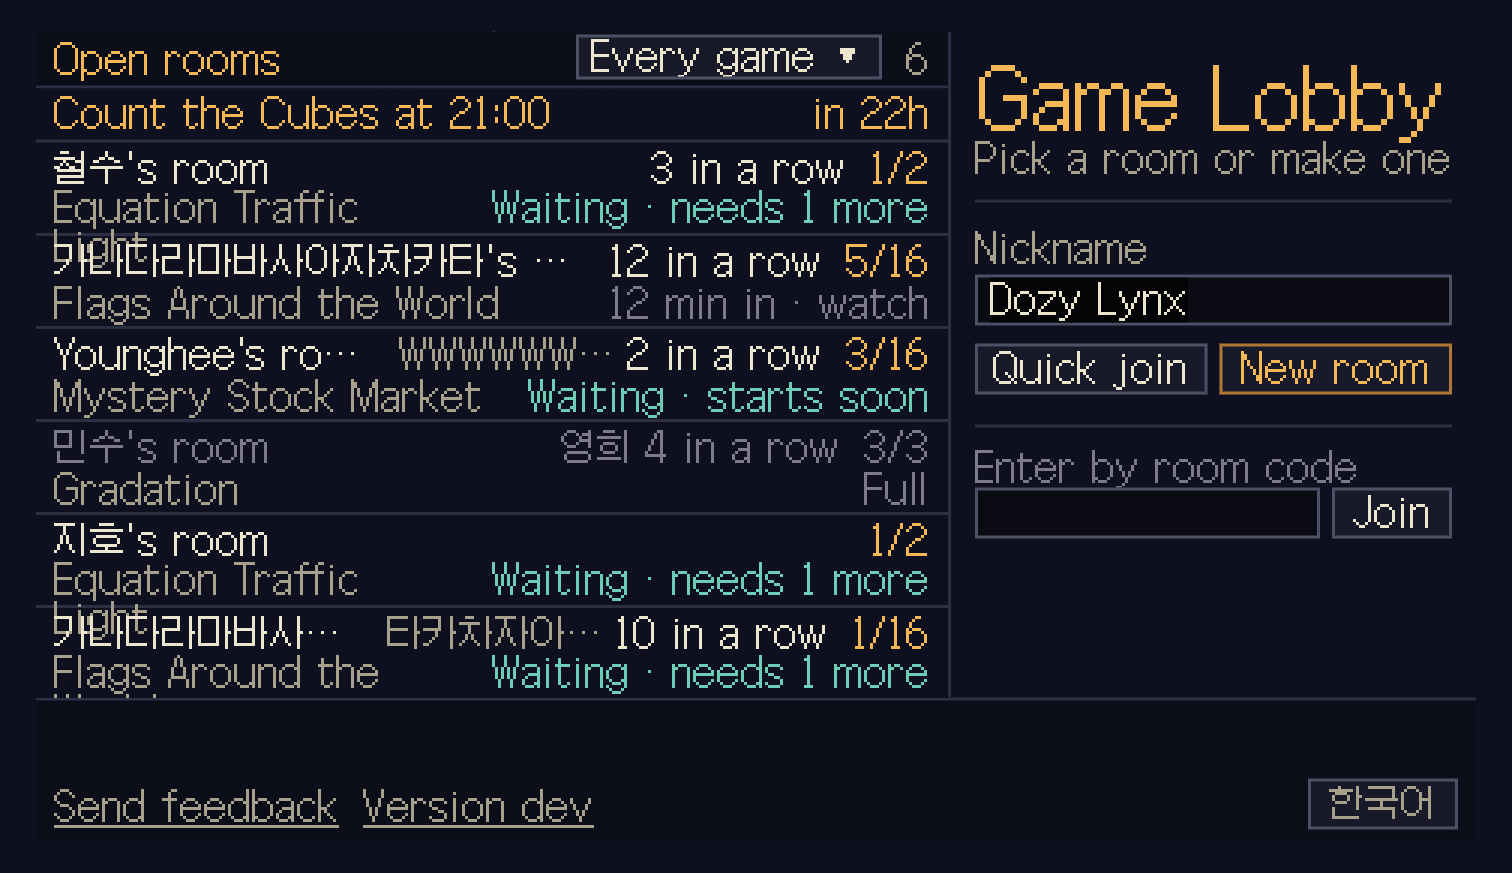 Open rooms Every game ▼ 6
Count the Cubes at 21:00 in 22h
철수's room 3 in a row 1/2
Equation Traffic Waiting · needs 1 more
Light
가나다라마바사아자차카타's ··· 12 in a row 5/16
Flags Around the World 12 min in · watch
Younghee's ro··· WWWWWW··· 2 in a row 3/16
Mystery Stock Market Waiting · starts soon
민수's room 영희 4 in a row 3/3
Gradation Full
지호's room 1/2
Equation Traffic Waiting · needs 1 more
Light
가나다라마바사··· 타카차자아··· 10 in a row 1/16
Flags Around the Waiting · needs 1 more
Send feedback Version dev
Game Lobby
Pick a room or make one
Nickname
Dozy Lynx
Quick join New room
Enter by room code
Join
한국어